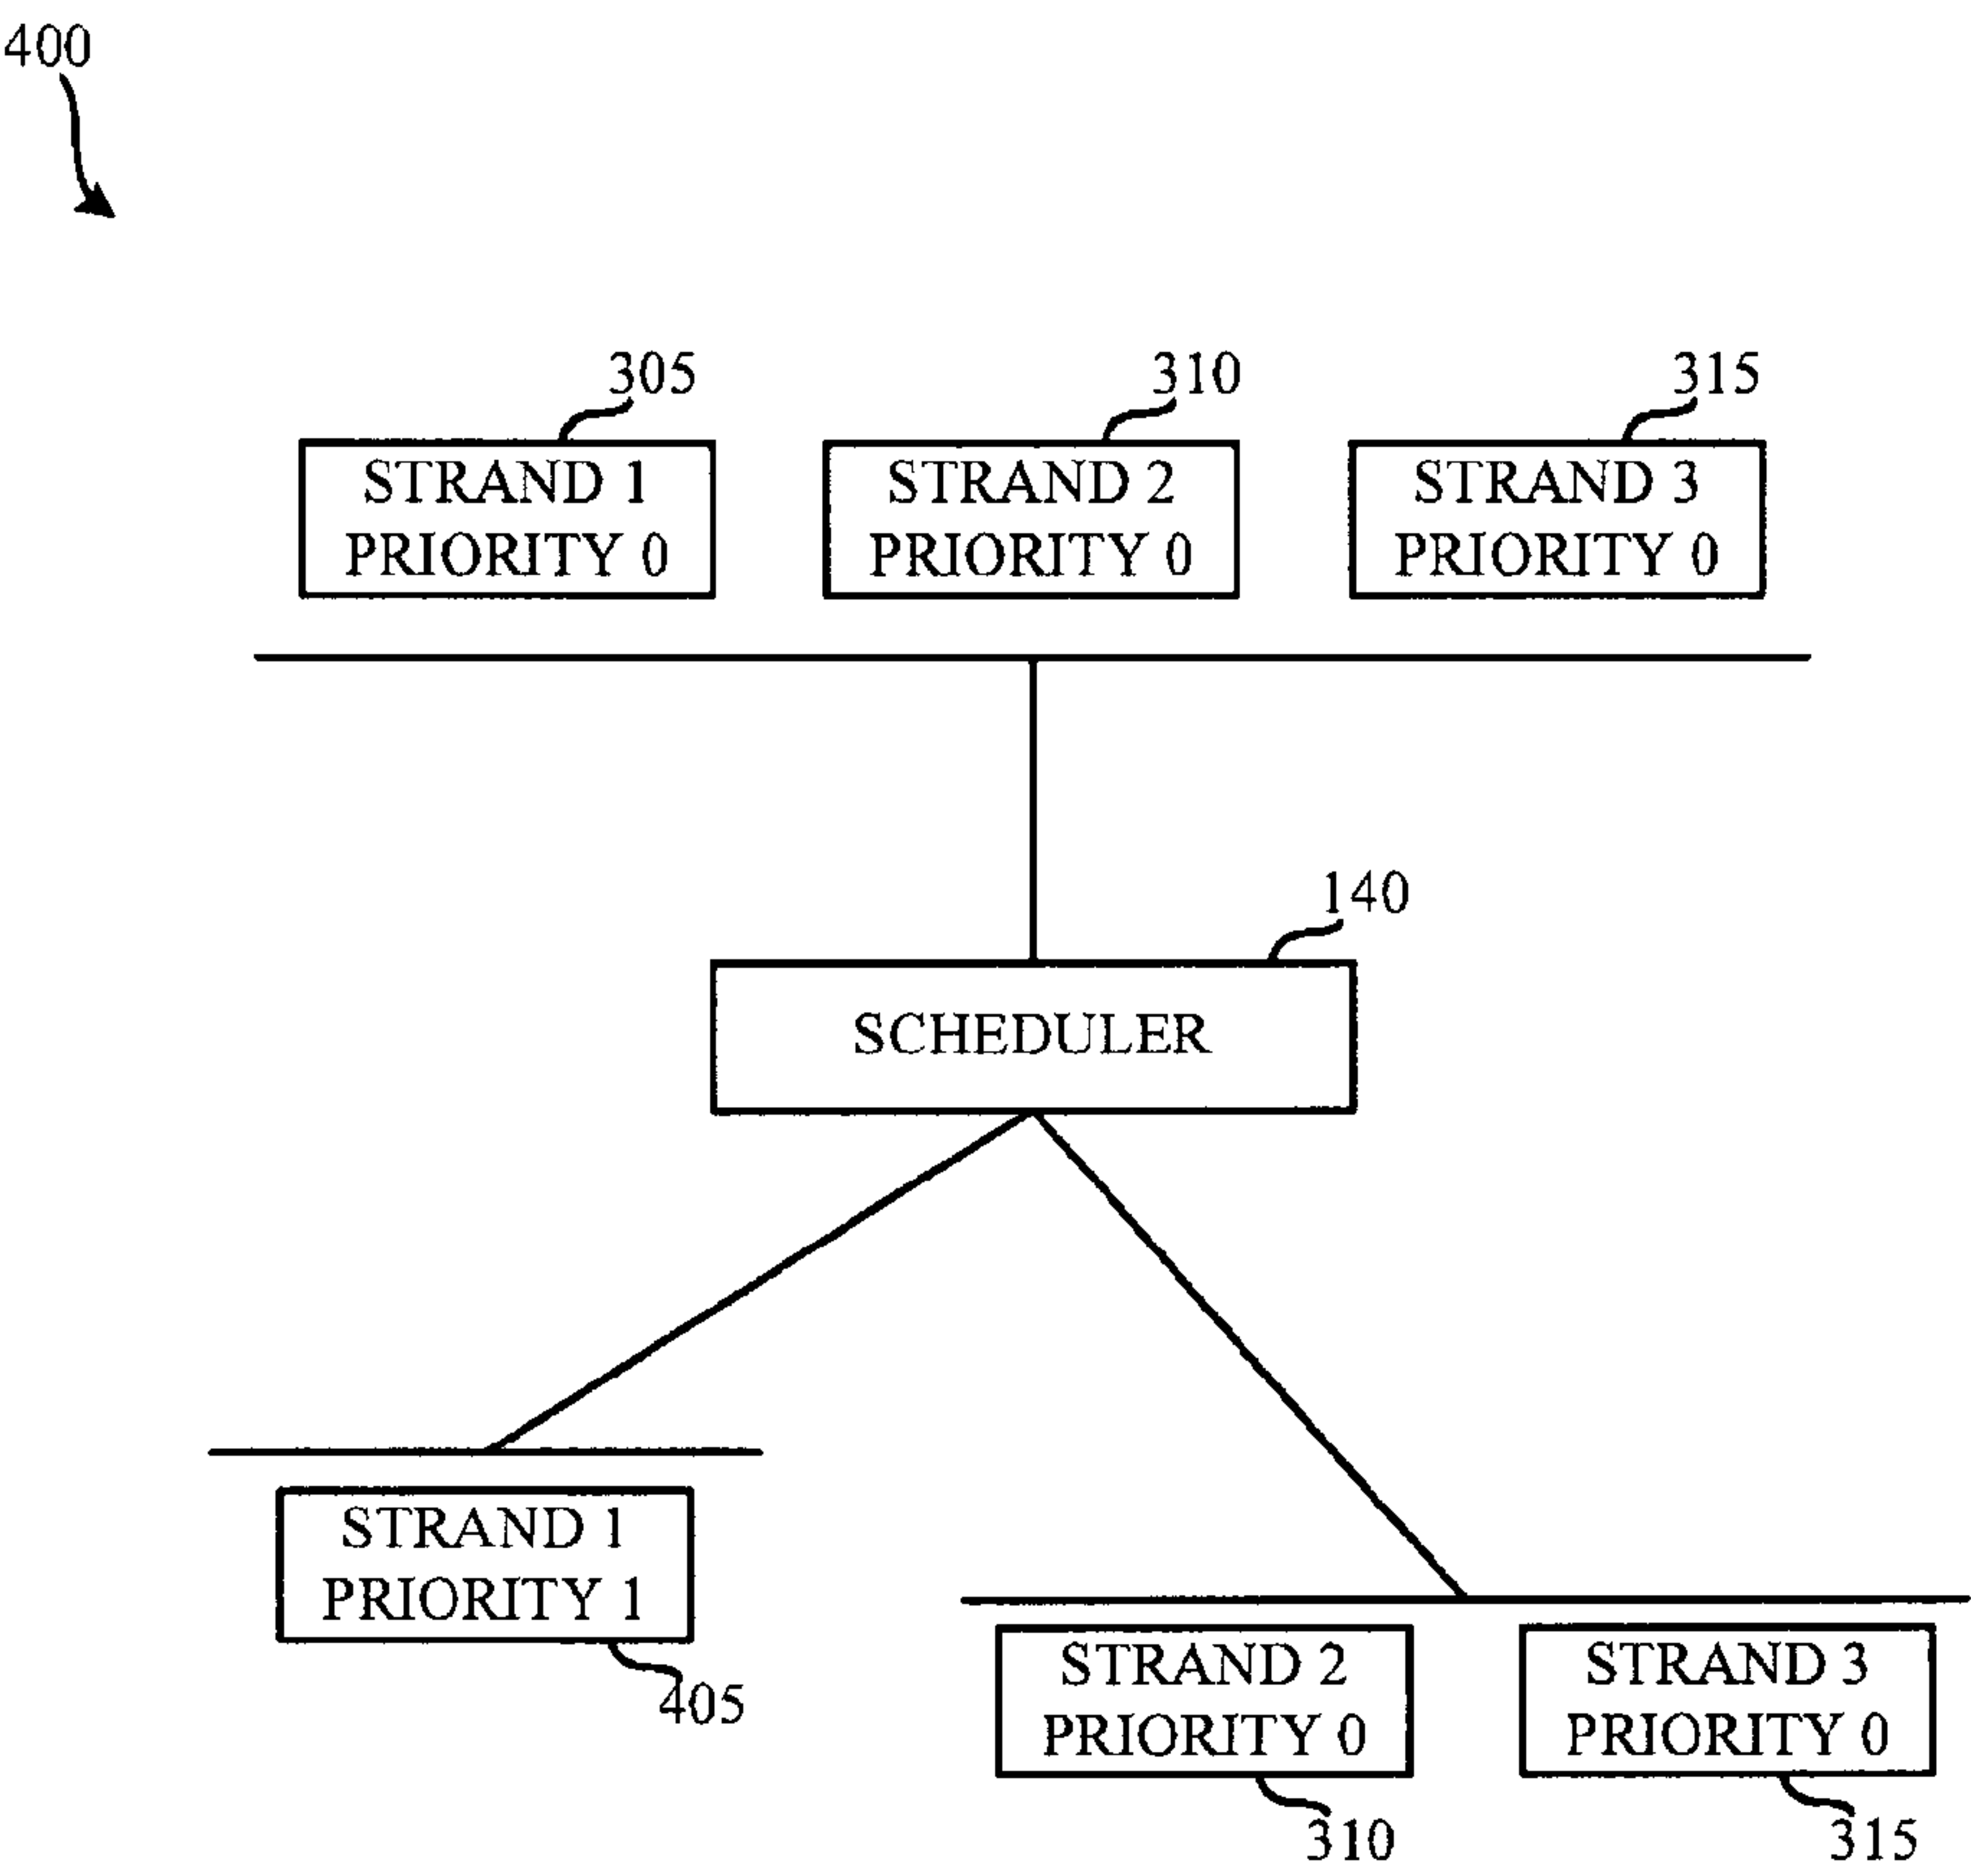 400
305
310
315
STRAND 1
PRIORITY 0
STRAND 2
PRIORITY 0
STRAND 3
PRIORITY 0
140
SCHEDULER
STRAND 1
PRIORITY 1
405
STRAND 2
PRIORITY 0
STRAND 3
PRIORITY 0
310
315